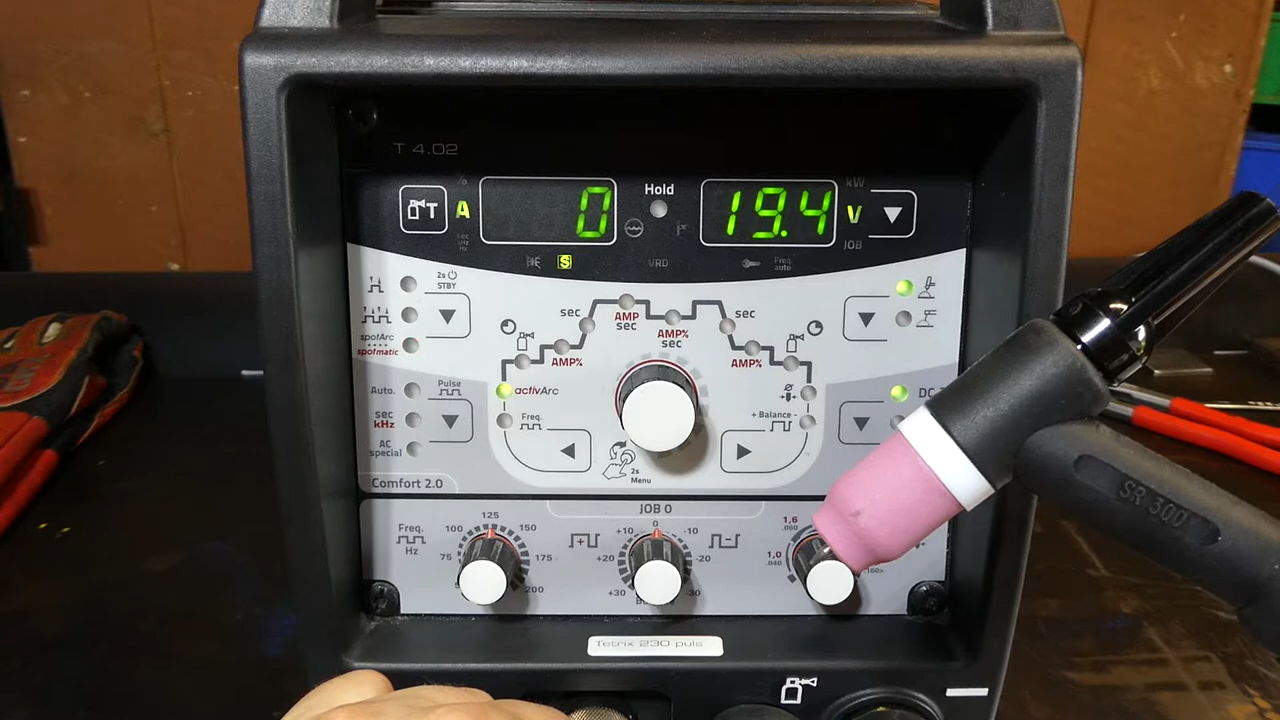 T 4.02
T
%
A
sec
kHz
Hz
0
Hold
19.4
kW
V
JOB
S
VRD
Freq.
auto
2s
STBY
spotArc
spotmatic
sec
AMP
sec
AMP%
sec
sec
AMP%
AMP%
Auto.
Pulse
activArc
DC
sec
kHz
Freq.
+ Balance -
AC
special
2s
Menu
Comfort 2.0
JOB 0
Freq.
Hz
75
100
125
150
175
200
+30
+20
+10
0
-10
-20
-30
1,6
.060
1,0
.040
160>
Tetrix 230 puls
SR 300